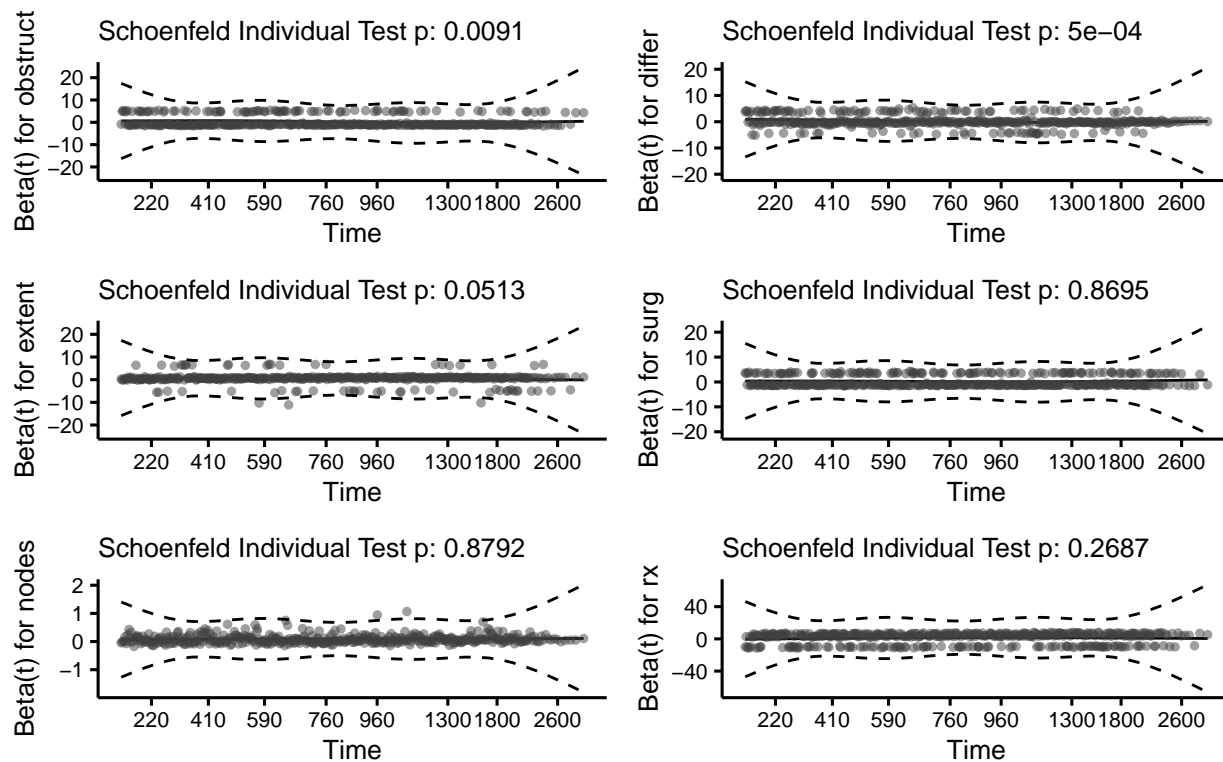 Schoenfeld Individual Test p: 0.0091
Beta(t) for obstruct
20
10
0
−10
−20
220 410 590 760 960 1300 1800 2600
Time
Schoenfeld Individual Test p: 5e−04
Beta(t) for differ
20
10
0
−10
−20
220 410 590 760 960 1300 1800 2600
Time
Schoenfeld Individual Test p: 0.0513
Beta(t) for extent
20
10
0
−10
−20
220 410 590 760 960 1300 1800 2600
Time
Schoenfeld Individual Test p: 0.8695
Beta(t) for surg
20
10
0
−10
−20
220 410 590 760 960 1300 1800 2600
Time
Schoenfeld Individual Test p: 0.8792
Beta(t) for nodes
2
1
0
−1
220 410 590 760 960 1300 1800 2600
Time
Schoenfeld Individual Test p: 0.2687
Beta(t) for rx
40
0
−40
220 410 590 760 960 1300 1800 2600
Time